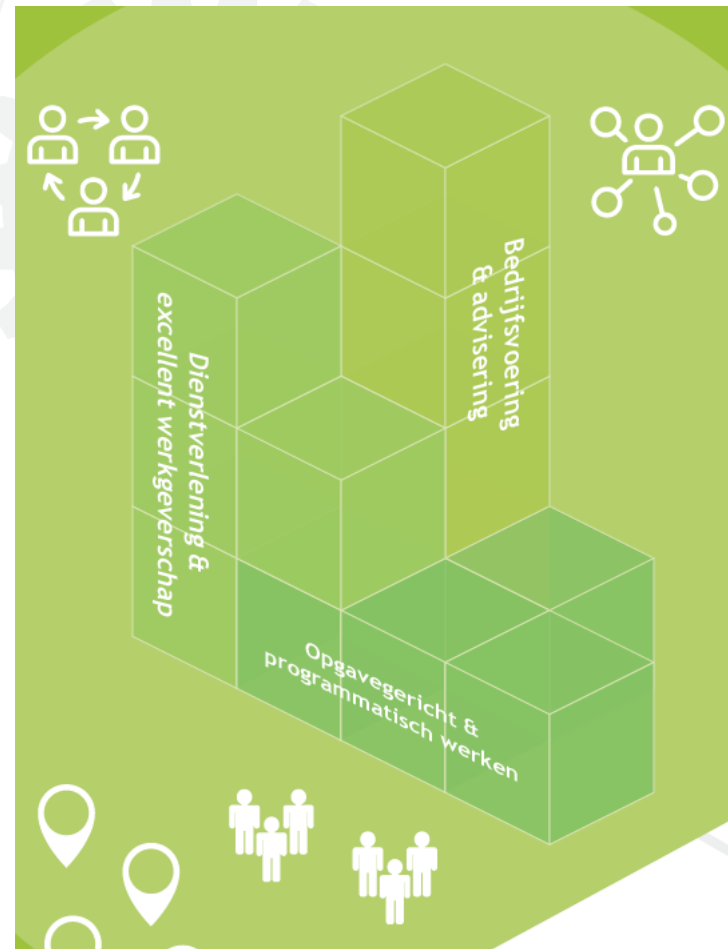 Dienstverlening &
excellent werkgeverschap
Bedrijfsvoering
& advisering
Opgavegericht &
programmatisch werken